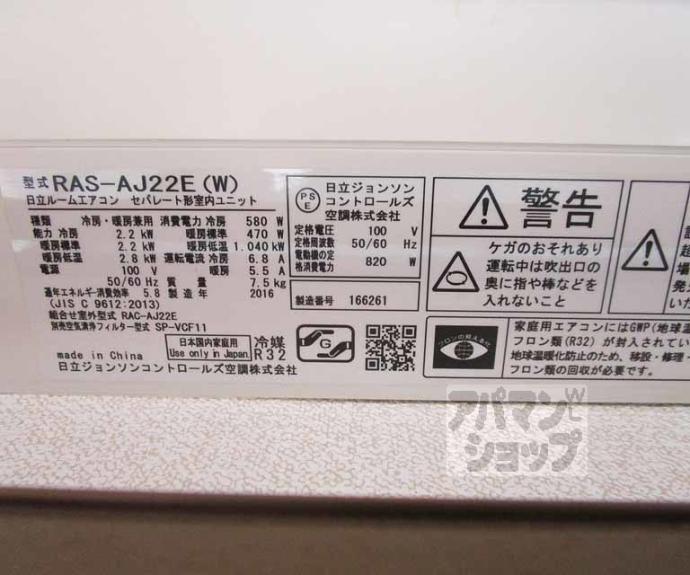 型式 RAS-AJ22E (W)
日立ルームエアコン セパレート形室内ユニット
種類 冷房・暖房兼用 消費電力 冷房 580 W
能力 冷房 2.2 kW 暖房標準 470 W
暖房標準 2.2 kW 暖房低温 1.040 kW
暖房低温 2.8 kW 運転電流 冷房 6.8 A
電源 100 V 暖房 5.5 A
50/60 Hz 質量 7.5 kg
通年エネルギー消費効率 5.8 製造年 2016
(JIS C 9612:2013)
組合せ室外型式 RAC-AJ22E
別売空気清浄フィルター型式 SP-VCF11
made in China
日本国内家庭用
Use only in Japan.
冷媒
R32
日立ジョンソンコントロールズ空調株式会社
PS
E
日立ジョンソン
コントロールズ
空調株式会社
定格電圧 100 V
定格周波数 50/60 Hz
電動機の定
格消費電力 820 W
製造番号 166261
G
警告
ケガのおそれあり
運転中は吹出口の
奥に指や棒などを
入れないこと
フロンの見える化
家庭用エアコンにはGWP(地球温
暖化係数)
類(R32)が封入されてい
地球温暖化防止のため、移設・修理・
フロン類の回収が必要です。
アパマン
ショップ